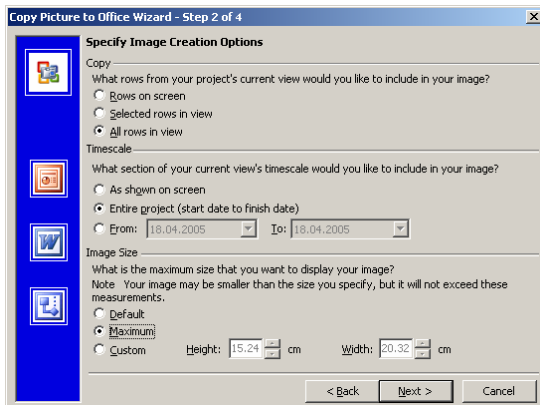 Copy Picture to Office Wizard - Step 2 of 4
Specify Image Creation Options
Copy
What rows from your project's current view would you like to include in your image?
Rows on screen
Selected rows in view
All rows in view
Timescale
What section of your current view's timescale would you like to include in your image?
As shown on screen
Entire project (start date to finish date)
From: 18.04.2005 To: 18.04.2005
Image Size
What is the maximum size that you want to display your image?
Note Your image may be smaller than the size you specify, but it will not exceed these
measurements.
Default
Maximum
Custom Height: 15.24 cm Width: 20.32 cm
< Back Next > Cancel